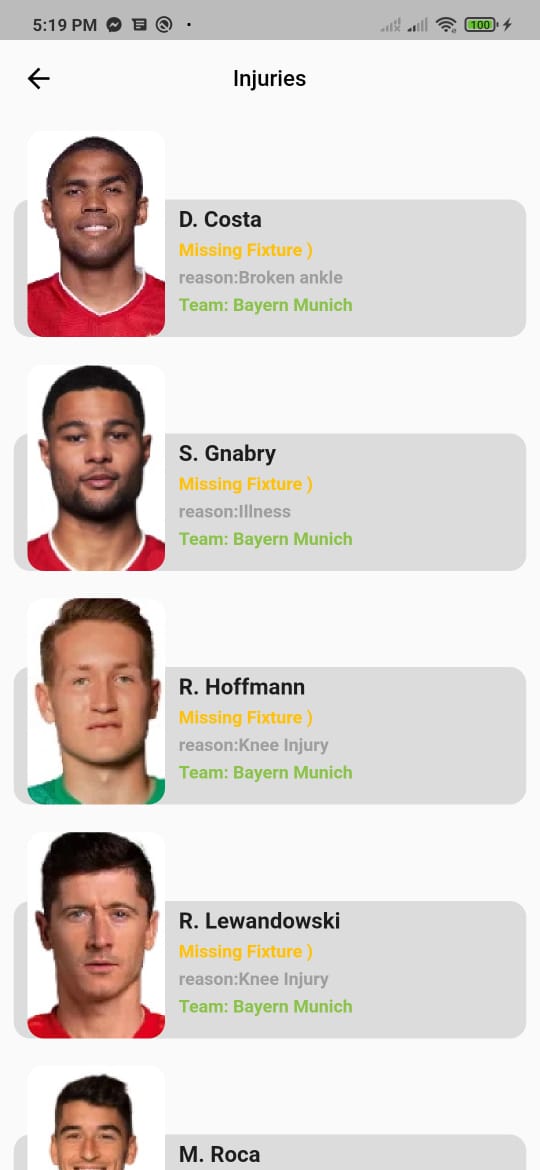 5:19 PM
100
Injuries
D. Costa
Missing Fixture )
reason:Broken ankle
Team: Bayern Munich
S. Gnabry
Missing Fixture )
reason:Illness
Team: Bayern Munich
R. Hoffmann
Missing Fixture )
reason:Knee Injury
Team: Bayern Munich
R. Lewandowski
Missing Fixture )
reason:Knee Injury
Team: Bayern Munich
M. Roca